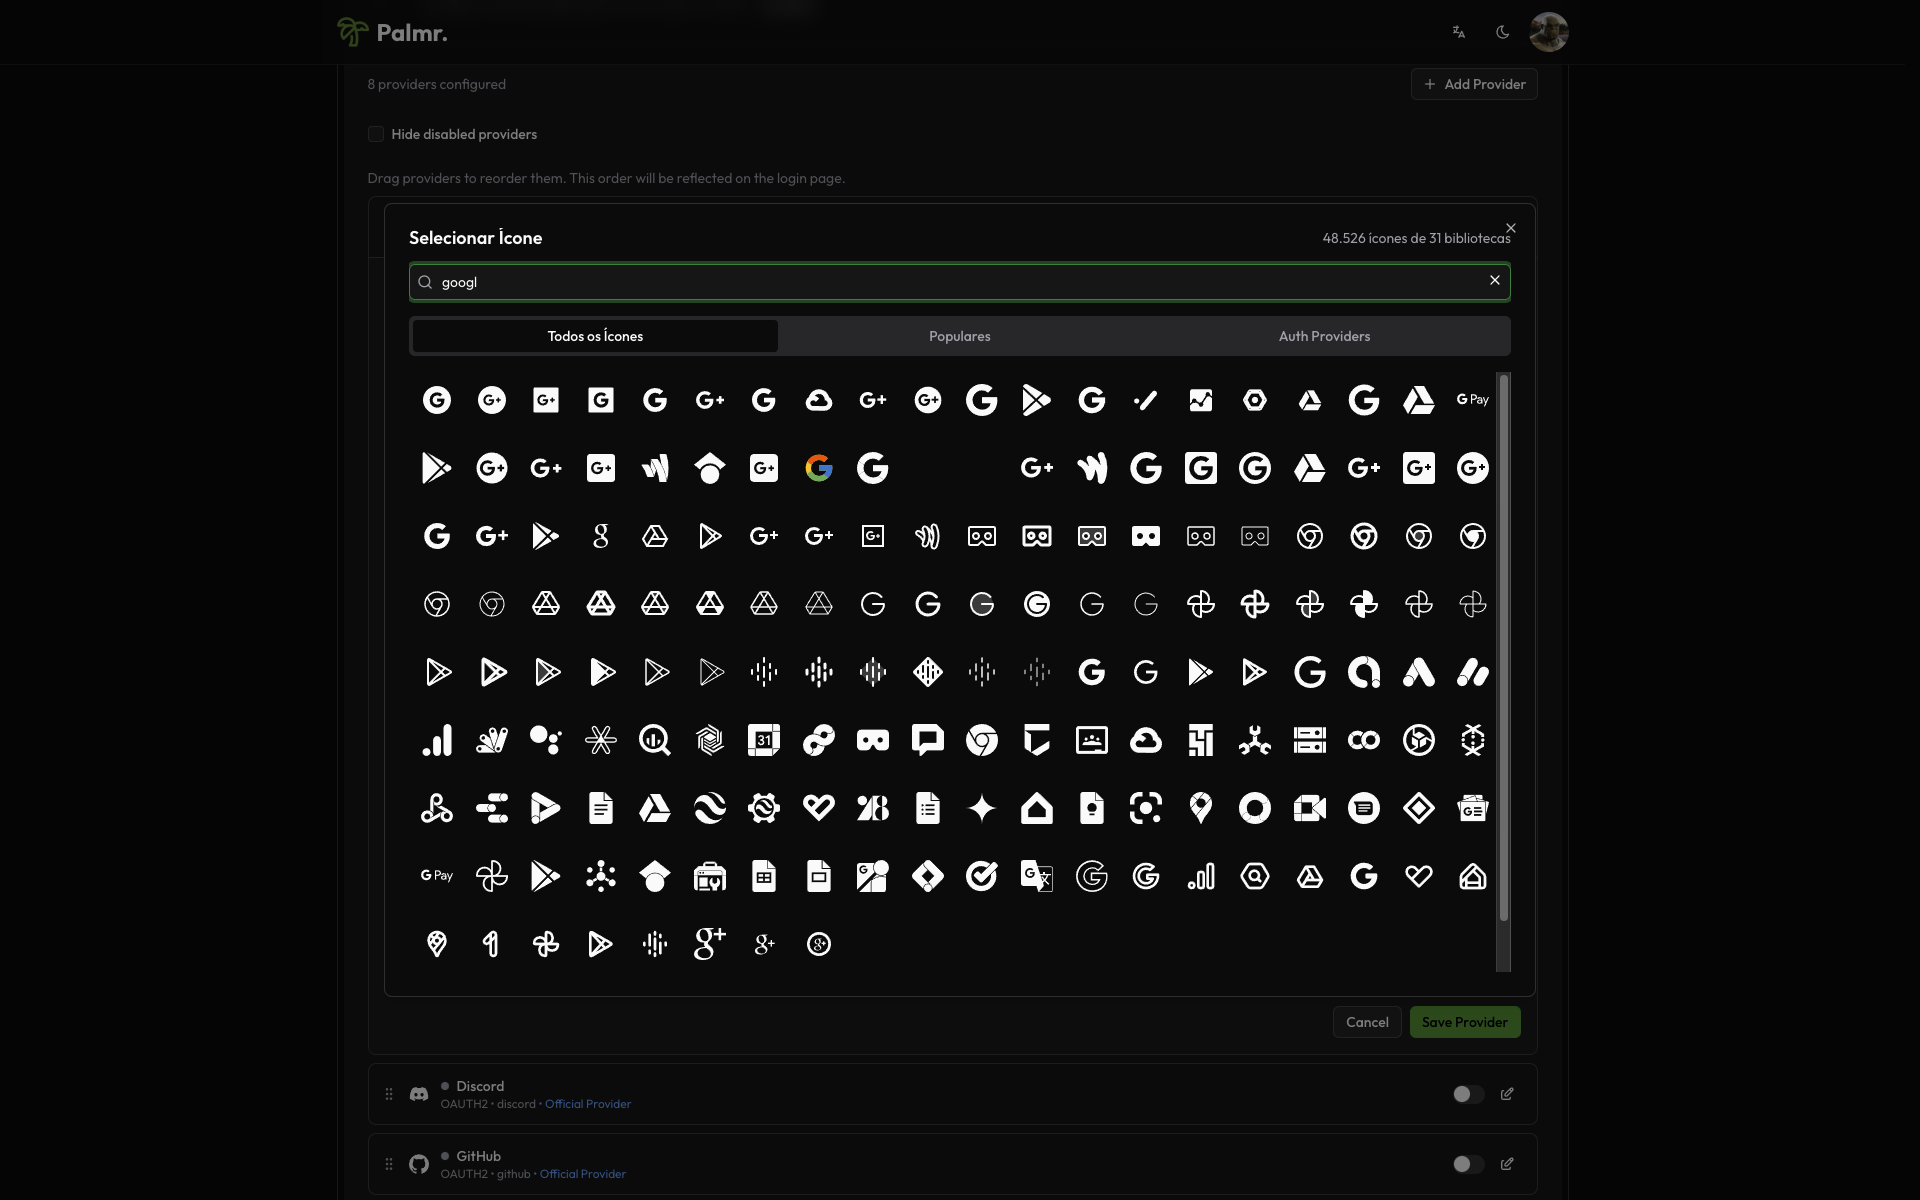 Palmr.
8 providers configured
Add Provider
Hide disabled providers
Drag providers to reorder them. This order will be reflected on the login page.
Selecionar Ícone
48.526 ícones de 31 bibliotecas
googl
Todos os Ícones
Populares
Auth Providers
G Pay
31
G Pay
Cancel
Save Provider
Discord
OAUTH2 • discord • Official Provider
GitHub
OAUTH2 • github • Official Provider